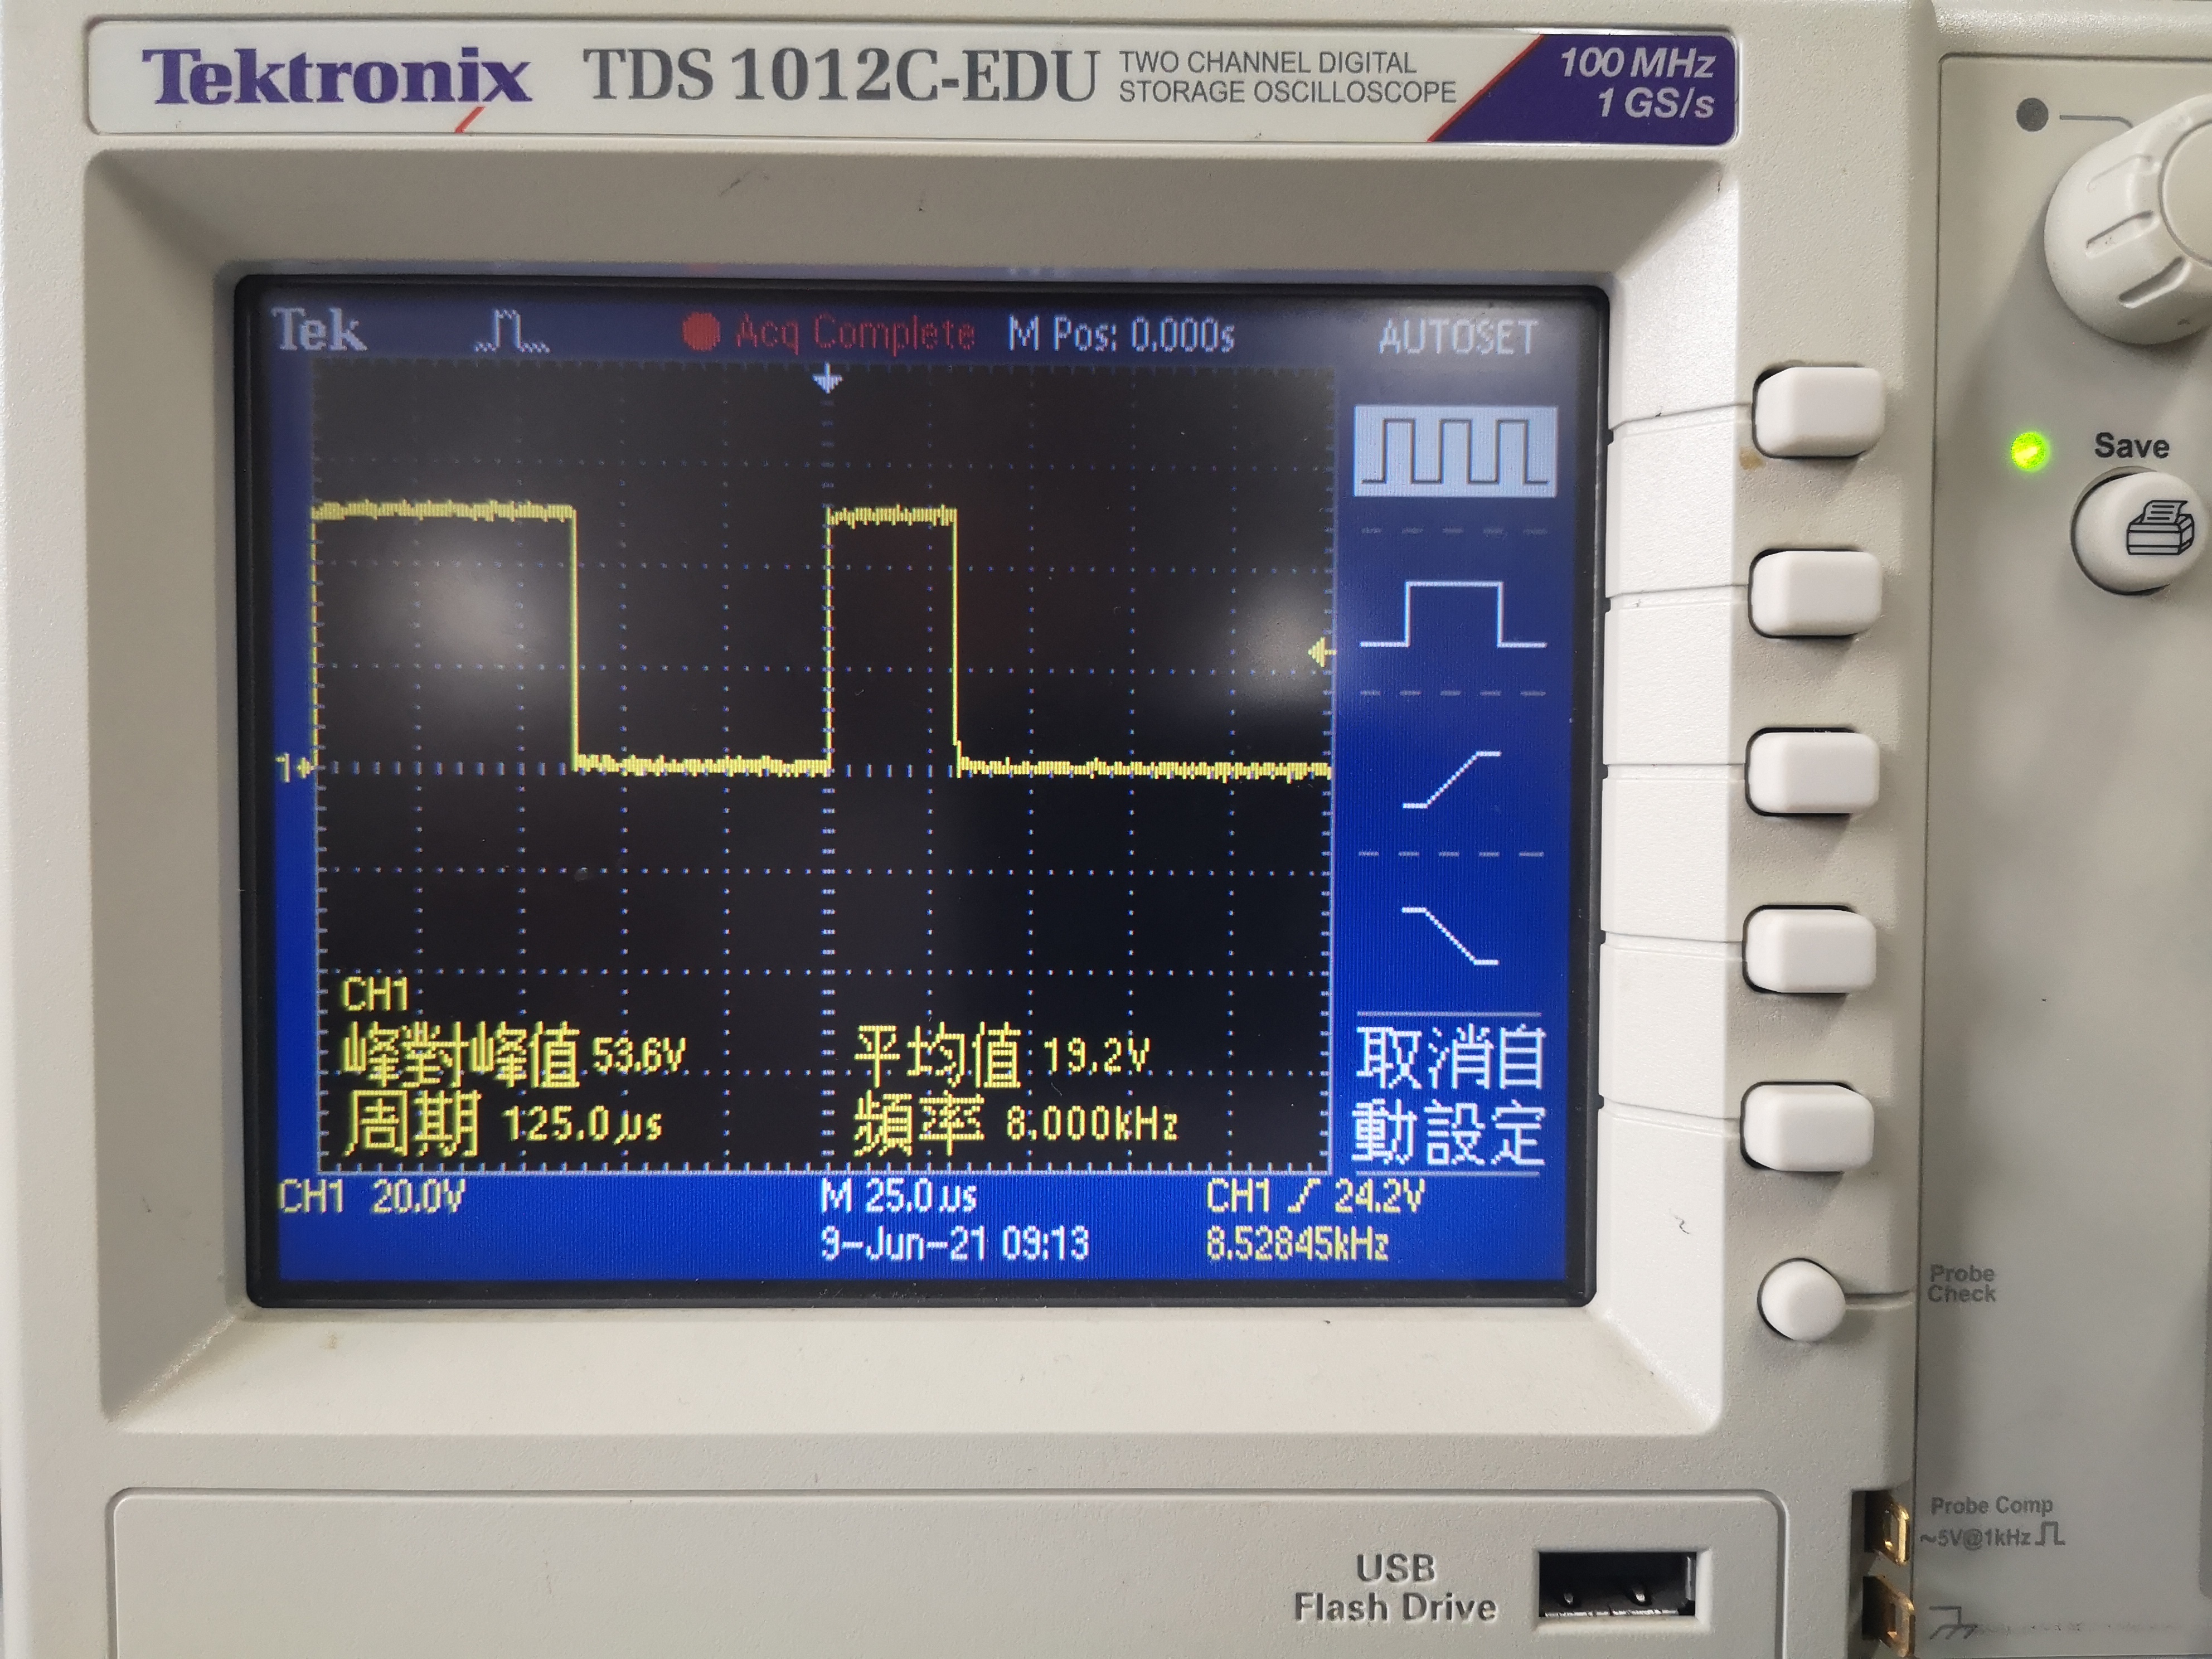 Tektronix TDS 1012C-EDU TWO CHANNEL DIGITAL STORAGE OSCILLOSCOPE 100 MHz 1 GS/s
Tek Acq Complete M Pos: 0.000s AUTOSET
Save
1
CH1
峰對峰值 53.6V 平均值 19.2V
周期 125.0µs 頻率 8.000kHz
取消自
動設定
CH1 20.0V M 25.0µs CH1 24.2V
9-Jun-21 09:13 8.52845kHz
Probe
Check
Probe Comp
~5V@1kHz
USB
Flash Drive